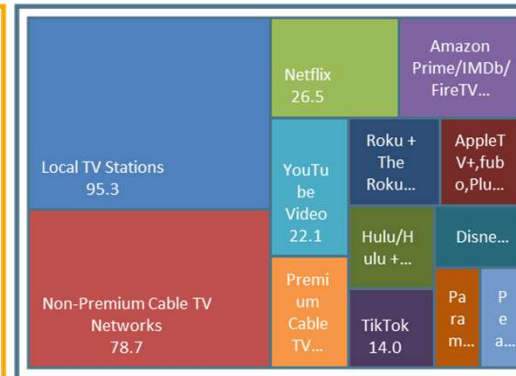 Local TV Stations
95.3
Non-Premium Cable TV
Networks
78.7
Netflix
26.5
Amazon
Prime/IMDb/
FireTV...
YouTu
be
Video
22.1
Roku +
The
Roku...
AppleT
V+,fub
o,Plu...
Hulu/H
ulu +...
Disne...
Premi
um
Cable
TV...
TikTok
14.0
Pa
ra
m...
P
e
a...